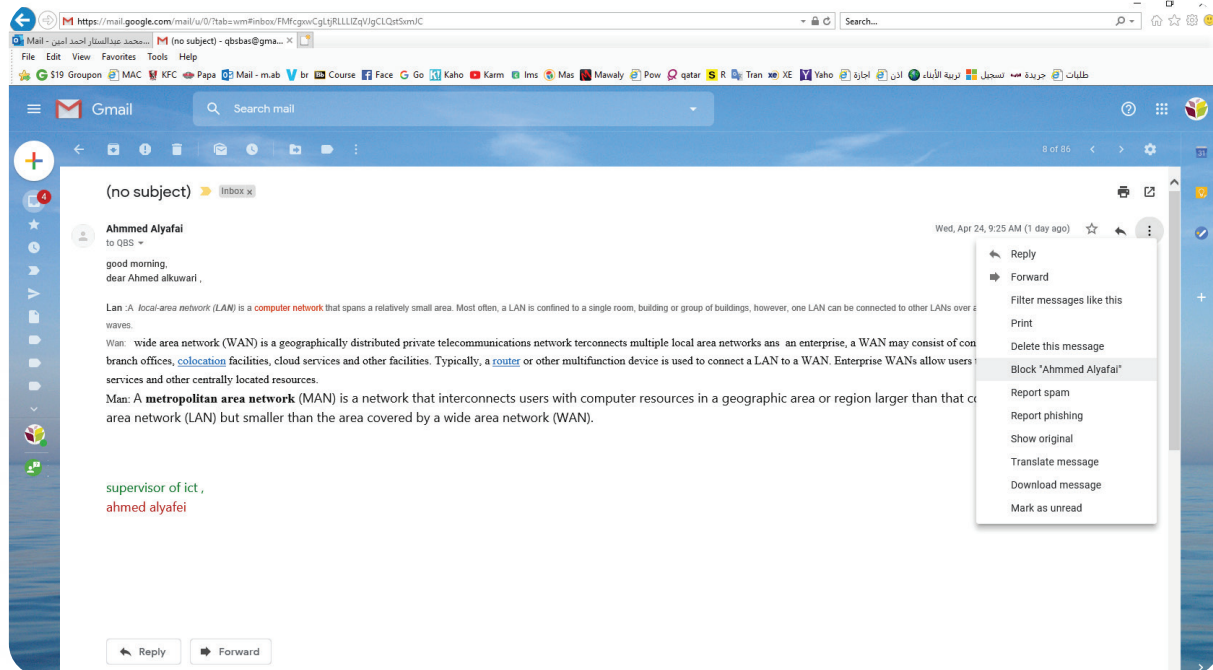 https://mail.google.com/mail/u/0/?tab=wm#inbox/FMfcgxwCgLtjRLLLlZqVJgCLQstSxmJC
Search...
Mail - محمد عبدالستار احمد امين...
(no subject) - qbsbas@gma...
File Edit View Favorites Tools Help
$19 Groupon MAC KFC Papa Mail - m.ab br Course Face Go Kaho Karm lms Mas Mawaly Pow qatar R Tran XE Yaho اجازة اذن تربية الأبناء تسجيل جريدة طلبات
Gmail
Search mail
8 of 86
31
4
(no subject)
Inbox x
Ahmmed Alyafai
Wed, Apr 24, 9:25 AM (1 day ago)
to QBS
good morning,
dear Ahmed alkuwari ,
Lan :A local-area network (LAN) is a computer network that spans a relatively small area. Most often, a LAN is confined to a single room, building or group of buildings, however, one LAN can be connected to other LANs over a
waves.
Wan: wide area network (WAN) is a geographically distributed private telecommunications network terconnects multiple local area networks ans an enterprise, a WAN may consist of con
branch offices, colocation facilities, cloud services and other facilities. Typically, a router or other multifunction device is used to connect a LAN to a WAN. Enterprise WANs allow users
services and other centrally located resources.
Man: A metropolitan area network (MAN) is a network that interconnects users with computer resources in a geographic area or region larger than that co
area network (LAN) but smaller than the area covered by a wide area network (WAN).
supervisor of ict ,
ahmed alyafei
Reply
Forward
Filter messages like this
Print
Delete this message
Block "Ahmmed Alyafai"
Report spam
Report phishing
Show original
Translate message
Download message
Mark as unread
Reply
Forward